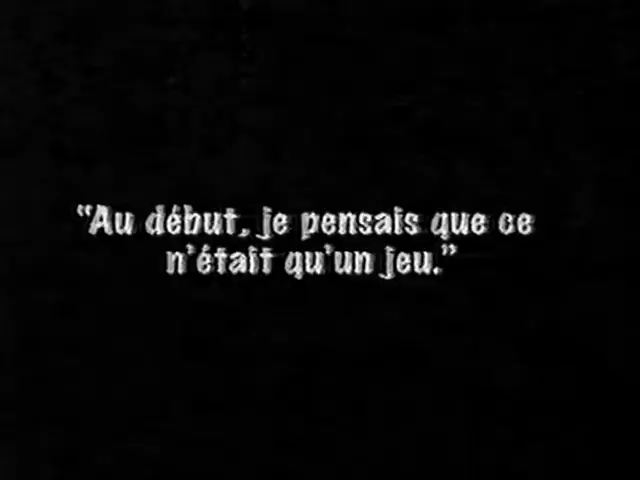 “Au début, je pensais que ce
n'était qu'un jeu.”